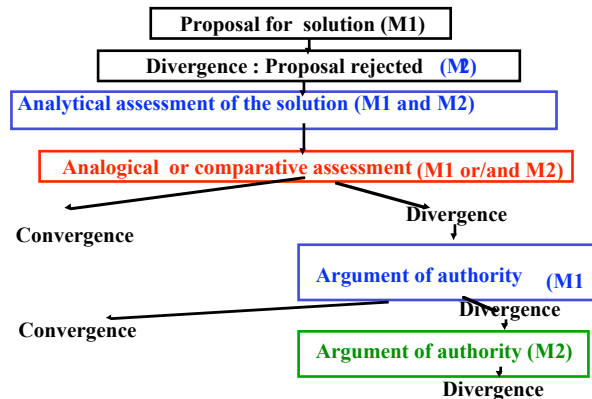 Proposal for solution (M1)
Divergence : Proposal rejected (M2)
Analytical assessment of the solution (M1 and M2)
Analogical or comparative assessment (M1 or/and M2)
Convergence
Divergence
Argument of authority (M1
Convergence
Divergence
Argument of authority (M2)
Divergence